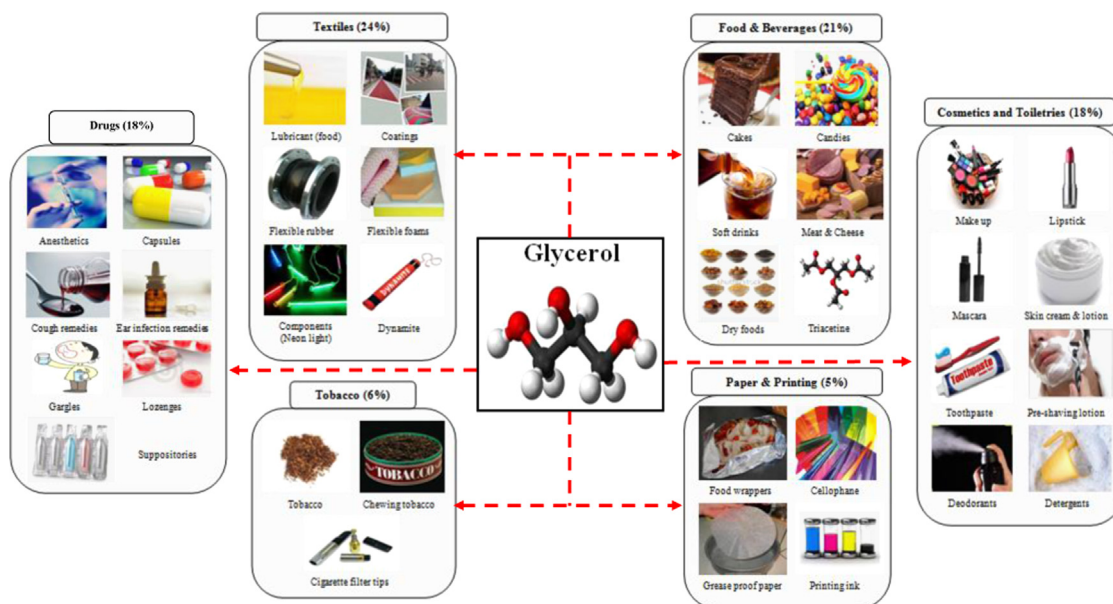 Textiles (24%)
Lubricant (food)
Coatings
Flexible rubber
Flexible foams
Components
(Neon light)
DYNAMITE
Dynamite
Food & Beverages (21%)
Cakes
Candies
Soft drinks
Meat & Cheese
Dry foods
Triacetine
Drugs (18%)
Anesthetics
Capsules
Cough remedies
Ear infection remedies
Gargles
Lozenges
Suppositories
Glycerol
Cosmetics and Toiletries (18%)
Make up
Lipstick
Mascara
Skin cream & lotion
Toothpaste
Toothpaste
Pre-shaving lotion
Deodorants
Detergents
Tobacco (6%)
TOBACCO
Tobacco
Chewing tobacco
Cigarette filter tips
Paper & Printing (5%)
Food wrappers
Cellophane
Grease proof paper
Printing ink